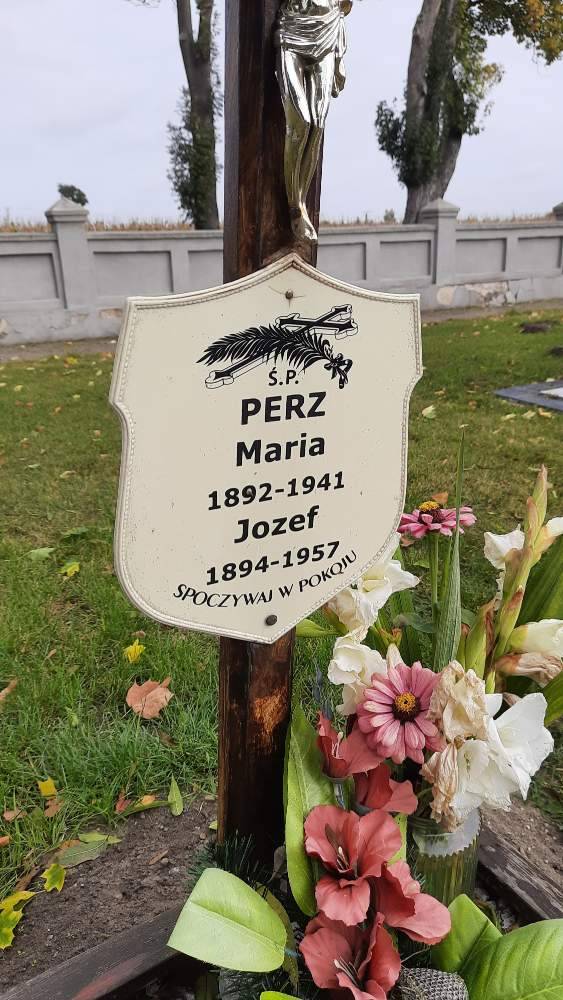 Ś.P.
PERZ
Maria
1892-1941
Jozef
1894-1957
SPOCZYWAJ W POKOJU